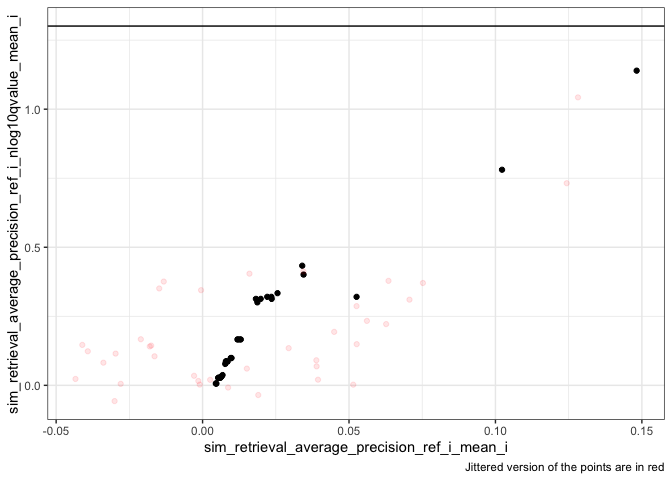 sim_retrieval_average_precision_ref_i_nlog10qvalue_mean_i
1.0
0.5
0.0
-0.05
0.00
0.05
0.10
0.15
sim_retrieval_average_precision_ref_i_mean_i
Jittered version of the points are in red